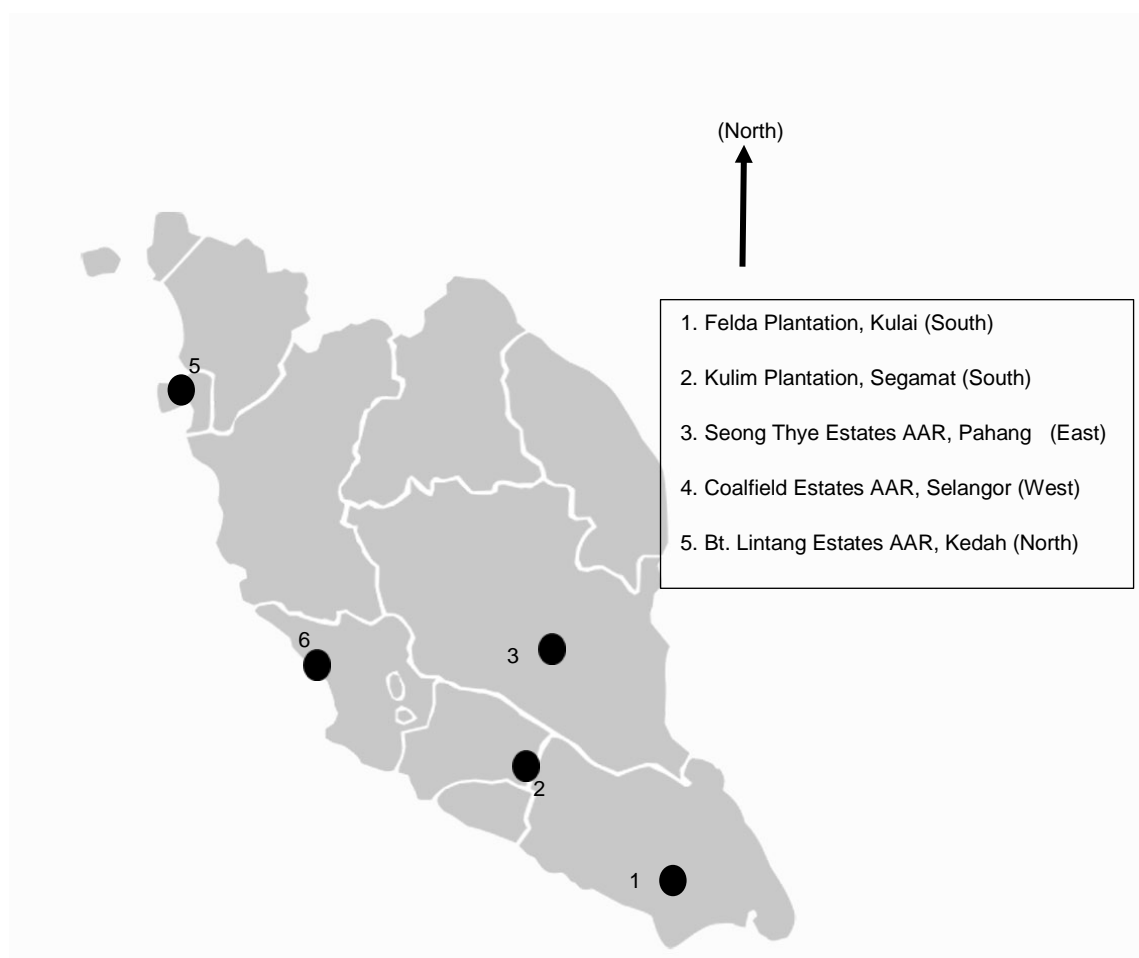 (North)
5
1. Felda Plantation, Kulai (South)
2. Kulim Plantation, Segamat (South)
3. Seong Thye Estates AAR, Pahang (East)
4. Coalfield Estates AAR, Selangor (West)
5. Bt. Lintang Estates AAR, Kedah (North)
6
3
2
1